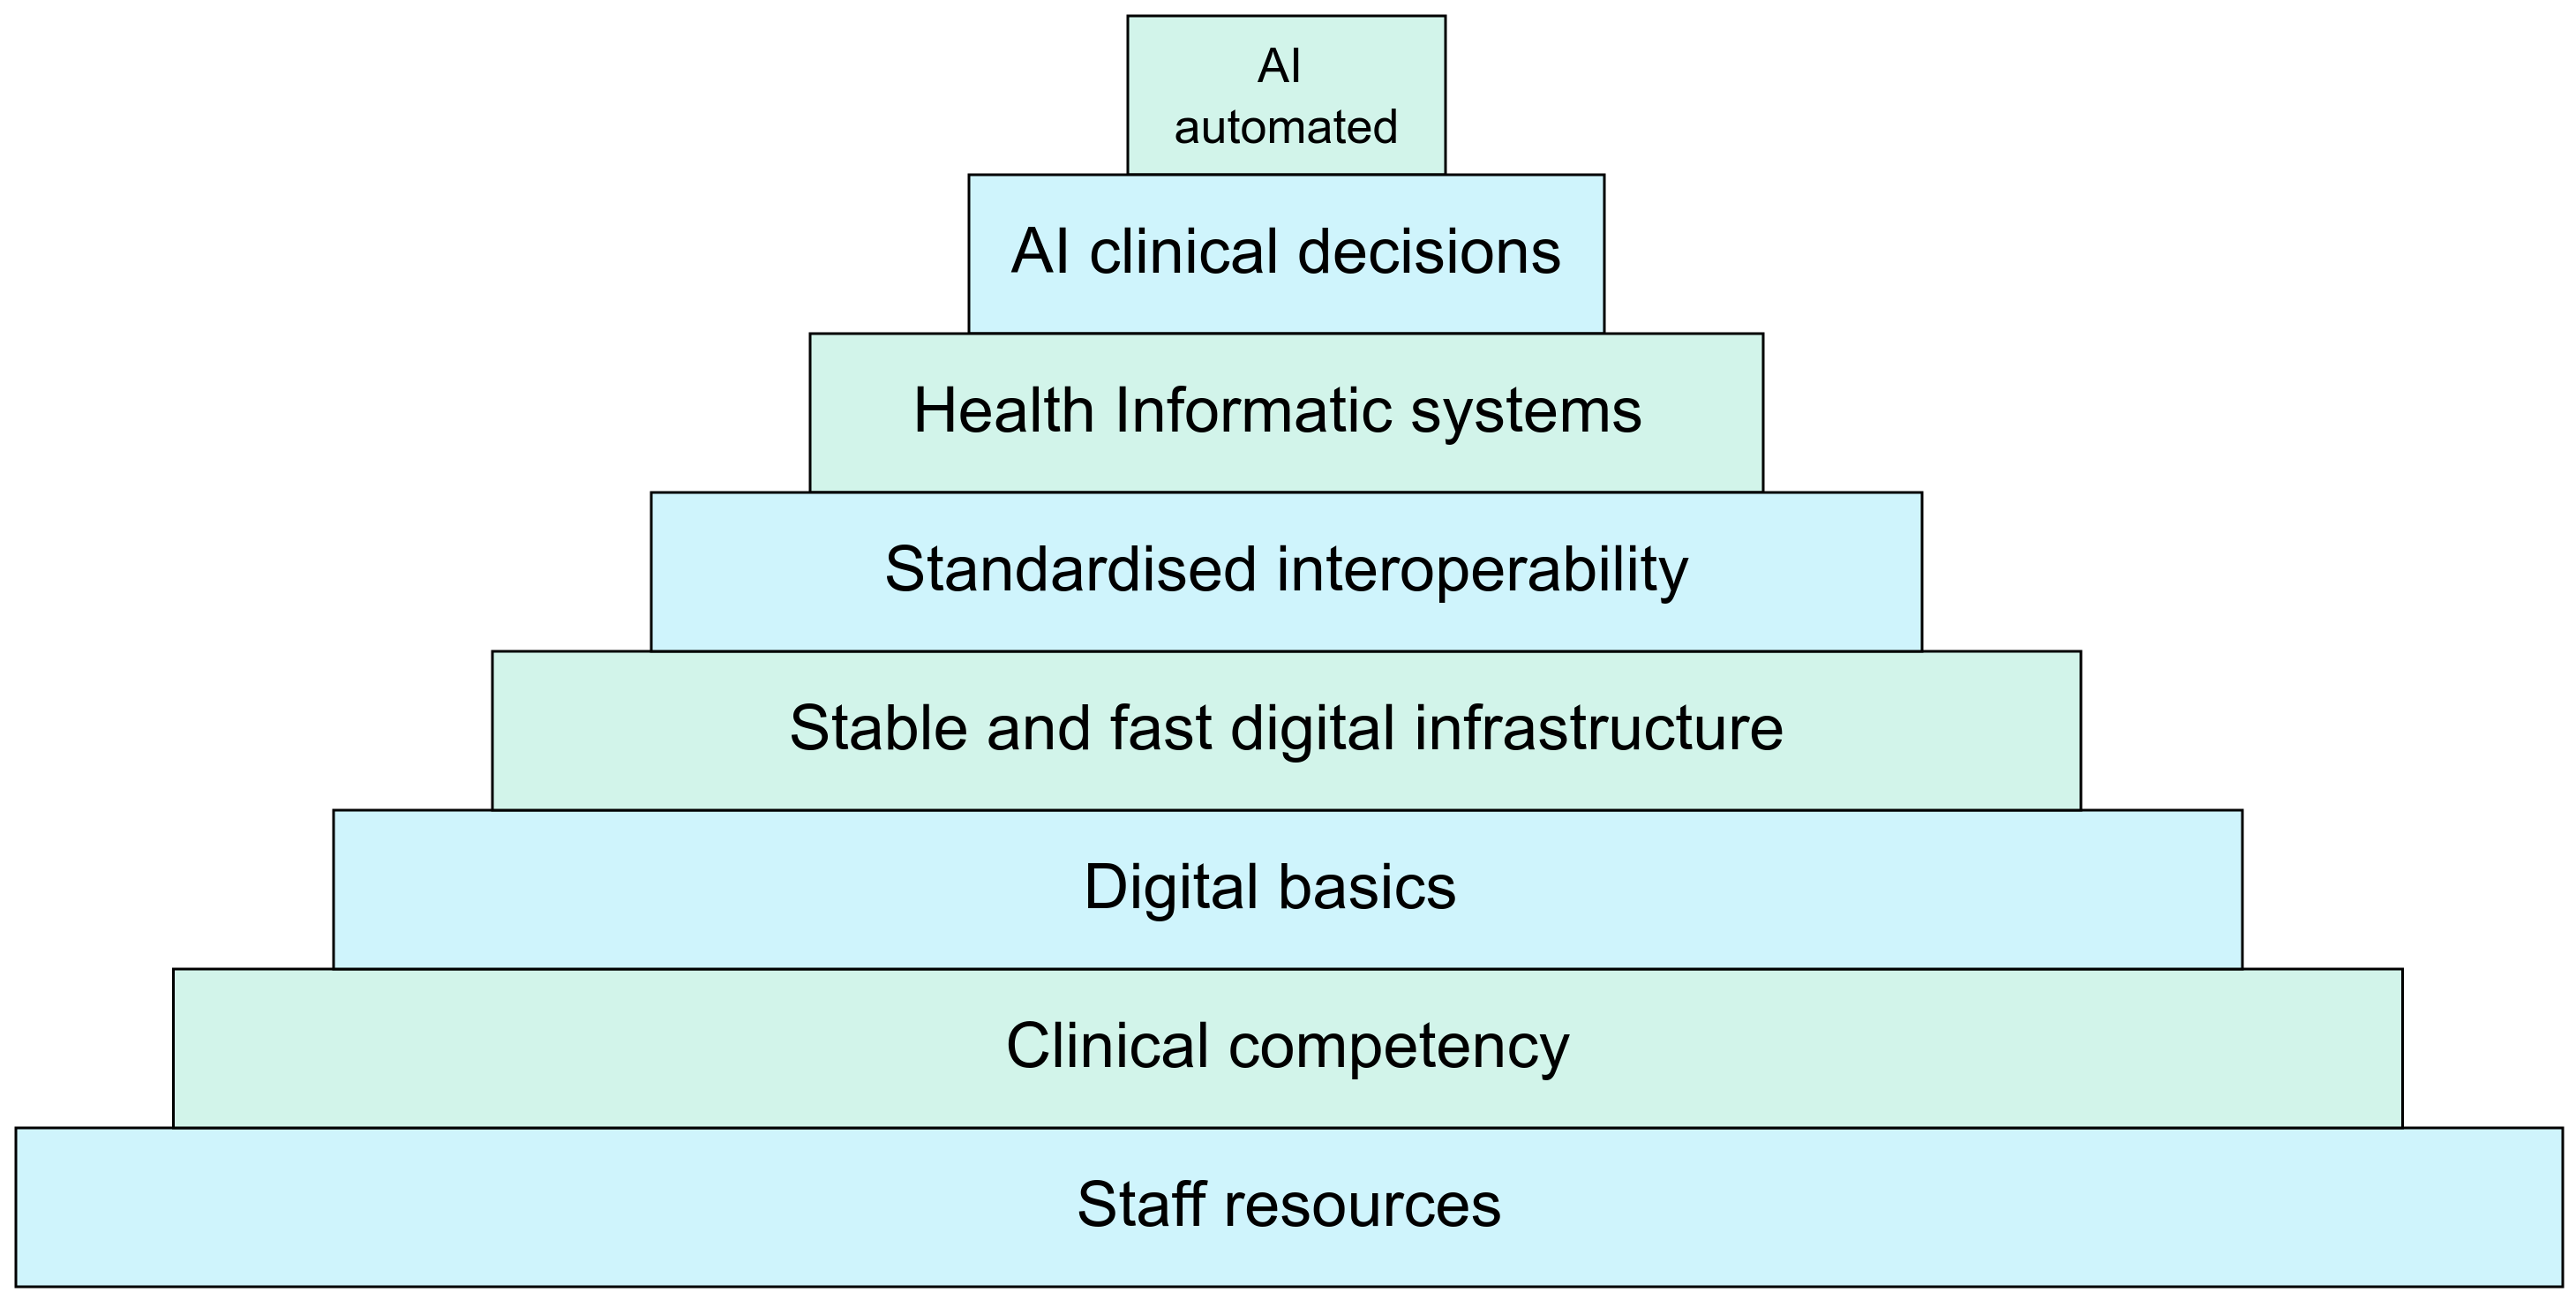 AI
automated
AI clinical decisions
Health Informatic systems
Standardised interoperability
Stable and fast digital infrastructure
Digital basics
Clinical competency
Staff resources